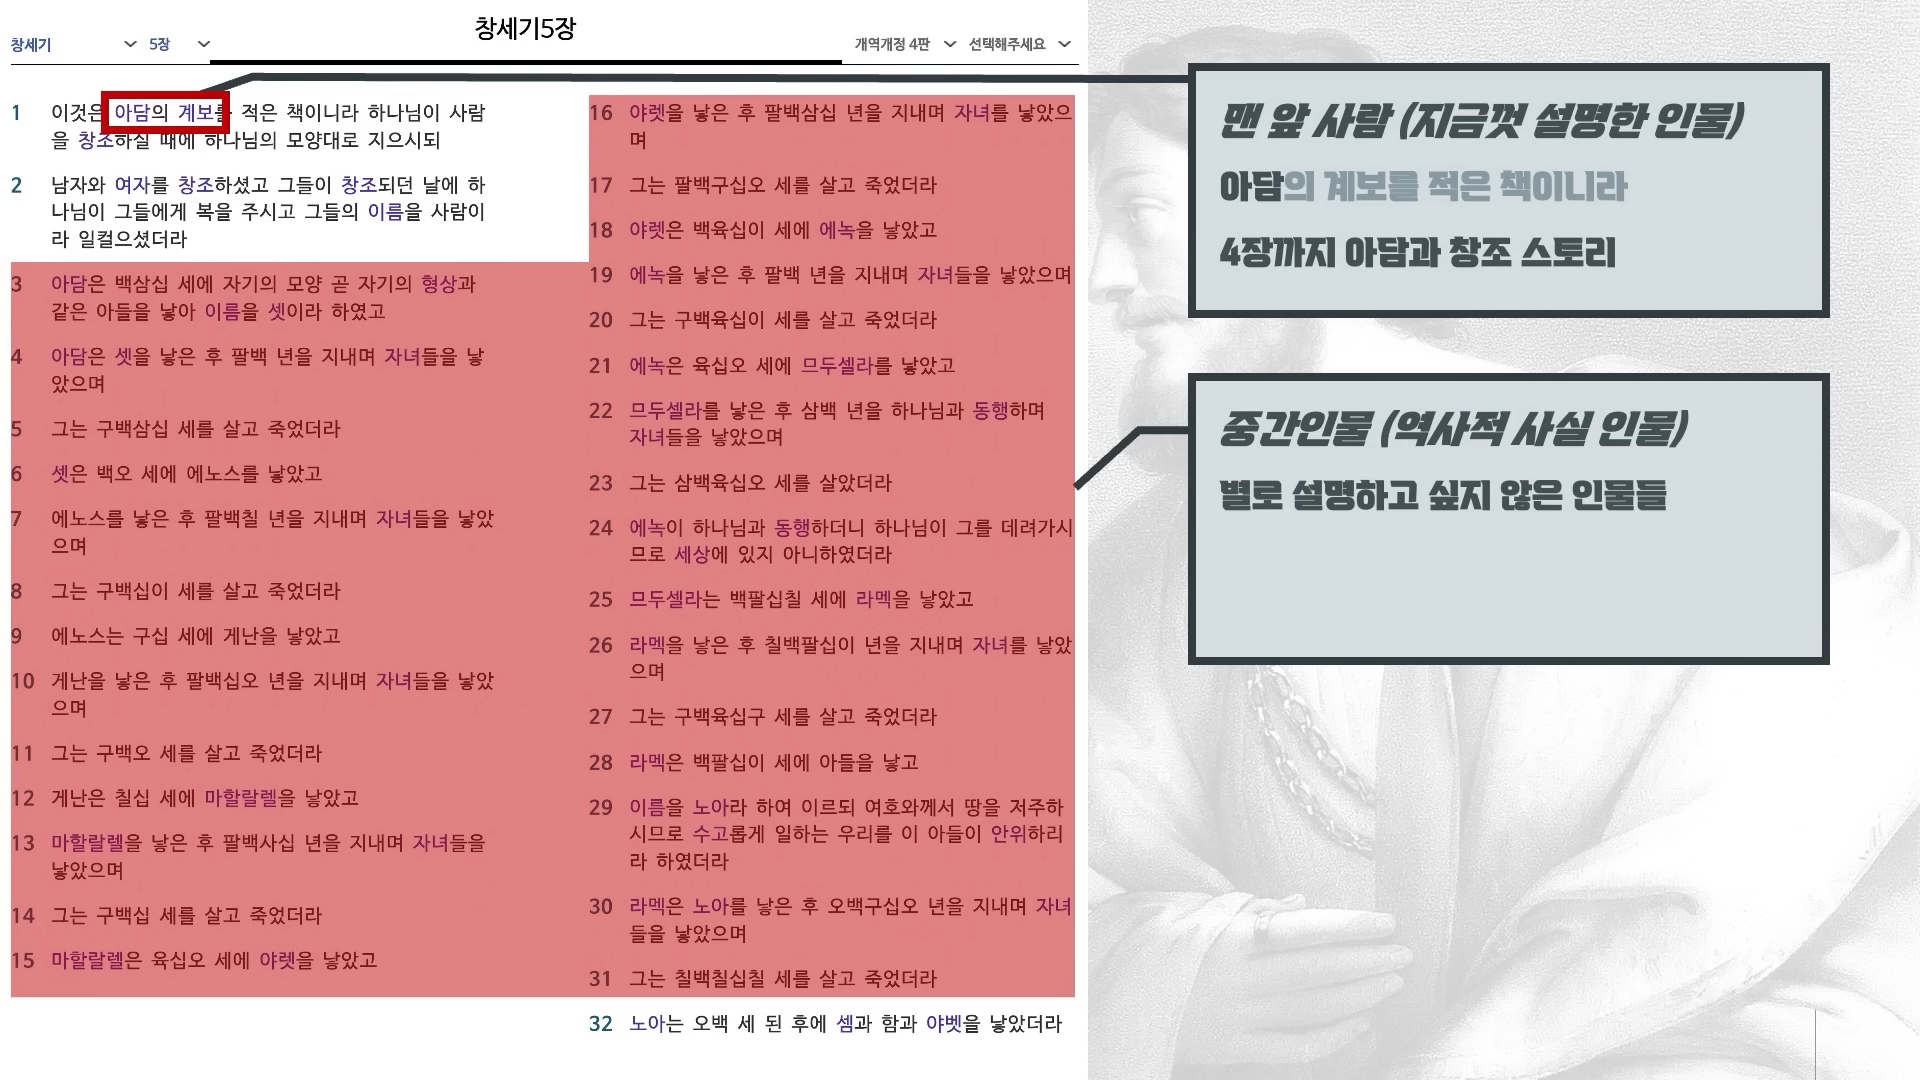 창세기5장
창세기
5장
개역개정 4판
선택해주세요
1 이것은 아담의 계보를 적은 책이니라 하나님이 사람
을 창조하실 때에 하나님의 모양대로 지으시되
2 남자와 여자를 창조하셨고 그들이 창조되던 날에 하
나님이 그들에게 복을 주시고 그들의 이름을 사람이
라 일컬으셨더라
3 아담은 백삼십 세에 자기의 모양 곧 자기의 형상과
같은 아들을 낳아 이름을 셋이라 하였고
4 아담은 셋을 낳은 후 팔백 년을 지내며 자녀들을 낳
았으며
5 그는 구백삼십 세를 살고 죽었더라
6 셋은 백오 세에 에노스를 낳았고
7 에노스를 낳은 후 팔백칠 년을 지내며 자녀들을 낳았
으며
8 그는 구백십이 세를 살고 죽었더라
9 에노스는 구십 세에 게난을 낳았고
10 게난을 낳은 후 팔백십오 년을 지내며 자녀들을 낳았
으며
11 그는 구백오 세를 살고 죽었더라
12 게난은 칠십 세에 마할랄렐을 낳았고
13 마할랄렐을 낳은 후 팔백사십 년을 지내며 자녀들을
낳았으며
14 그는 구백십 세를 살고 죽었더라
15 마할랄렐은 육십오 세에 야렛을 낳았고
16 야렛을 낳은 후 팔백삼십 년을 지내며 자녀를 낳았으
며
17 그는 팔백구십오 세를 살고 죽었더라
18 야렛은 백육십이 세에 에녹을 낳았고
19 에녹을 낳은 후 팔백 년을 지내며 자녀들을 낳았으며
20 그는 구백육십이 세를 살고 죽었더라
21 에녹은 육십오 세에 므두셀라를 낳았고
22 므두셀라를 낳은 후 삼백 년을 하나님과 동행하며
자녀들을 낳았으며
23 그는 삼백육십오 세를 살았더라
24 에녹이 하나님과 동행하더니 하나님이 그를 데려가시
므로 세상에 있지 아니하였더라
25 므두셀라는 백팔십칠 세에 라멕을 낳았고
26 라멕을 낳은 후 칠백팔십이 년을 지내며 자녀를 낳았
으며
27 그는 구백육십구 세를 살고 죽었더라
28 라멕은 백팔십이 세에 아들을 낳고
29 이름을 노아라 하여 이르되 여호와께서 땅을 저주하
시므로 수고롭게 일하는 우리를 이 아들이 안위하리
라 하였더라
30 라멕은 노아를 낳은 후 오백구십오 년을 지내며 자녀
들을 낳았으며
31 그는 칠백칠십칠 세를 살고 죽었더라
32 노아는 오백 세 된 후에 셈과 함과 야벳을 낳았더라
맨 앞 사람 (지금껏 설명한 인물)
아담의 계보를 적은 책이니라
4장까지 아담과 창조 스토리
중간인물 (역사적 사실 인물)
별로 설명하고 싶지 않은 인물들